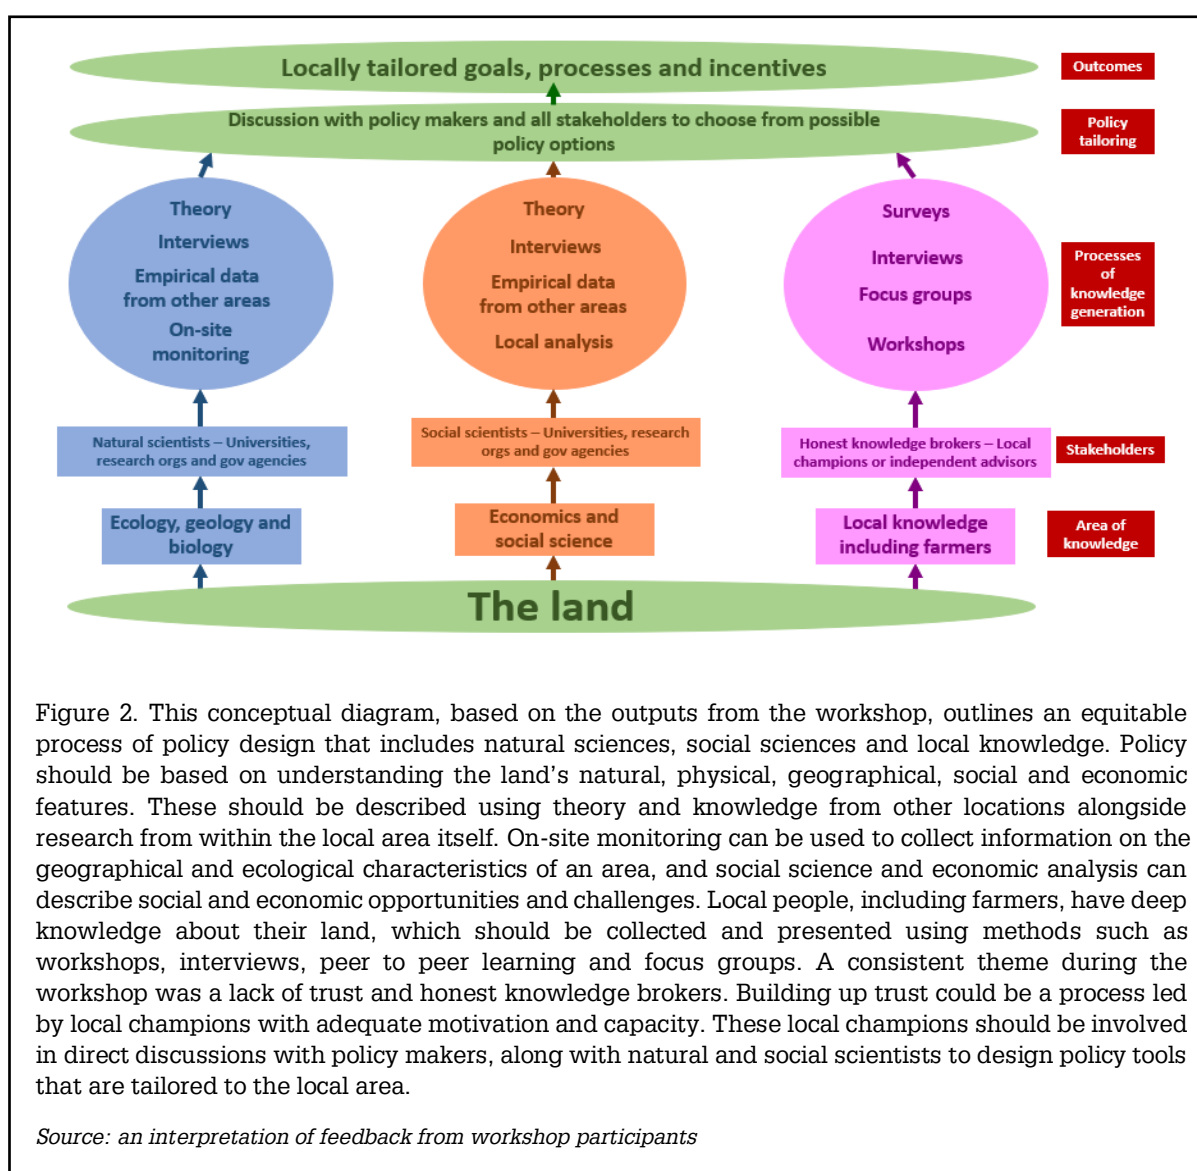 Locally tailored goals, processes and incentives
Outcomes
Discussion with policy makers and all stakeholders to choose from possible
policy options
Policy
tailoring
Theory
Interviews
Empirical data
from other areas
On-site
monitoring
Theory
Interviews
Empirical data
from other areas
Local analysis
Surveys
Interviews
Focus groups
Workshops
Processes
of
knowledge
generation
Natural scientists – Universities,
research orgs and gov agencies
Social scientists – Universities, research
orgs and gov agencies
Honest knowledge brokers – Local
champions or independent advisors
Stakeholders
Ecology, geology and
biology
Economics and
social science
Local knowledge
including farmers
Area of
knowledge
The land
Figure 2. This conceptual diagram, based on the outputs from the workshop, outlines an equitable
process of policy design that includes natural sciences, social sciences and local knowledge. Policy
should be based on understanding the land's natural, physical, geographical, social and economic
features. These should be described using theory and knowledge from other locations alongside
research from within the local area itself. On-site monitoring can be used to collect information on the
geographical and ecological characteristics of an area, and social science and economic analysis can
describe social and economic opportunities and challenges. Local people, including farmers, have deep
knowledge about their land, which should be collected and presented using methods such as
workshops, interviews, peer to peer learning and focus groups. A consistent theme during the
workshop was a lack of trust and honest knowledge brokers. Building up trust could be a process led
by local champions with adequate motivation and capacity. These local champions should be involved
in direct discussions with policy makers, along with natural and social scientists to design policy tools
that are tailored to the local area.
Source: an interpretation of feedback from workshop participants